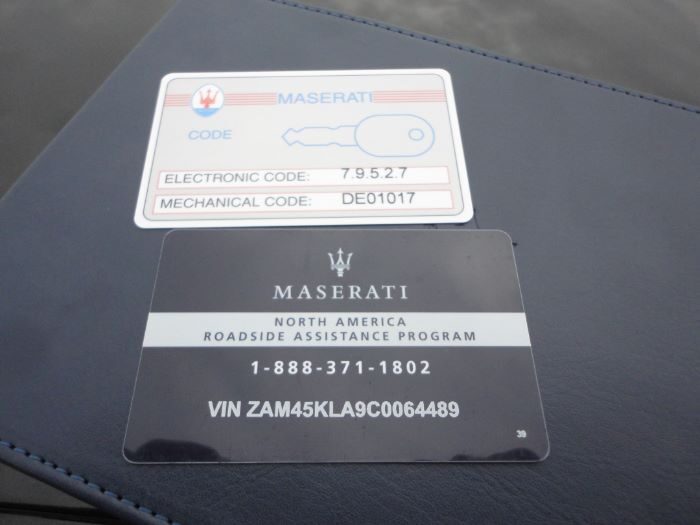 MASERATI
CODE
ELECTRONIC CODE: 7.9.5.2.7
MECHANICAL CODE: DE01017
MASERATI
NORTH AMERICA
ROADSIDE ASSISTANCE PROGRAM
1-888-371-1802
VIN ZAM45KLA9C0064489
39